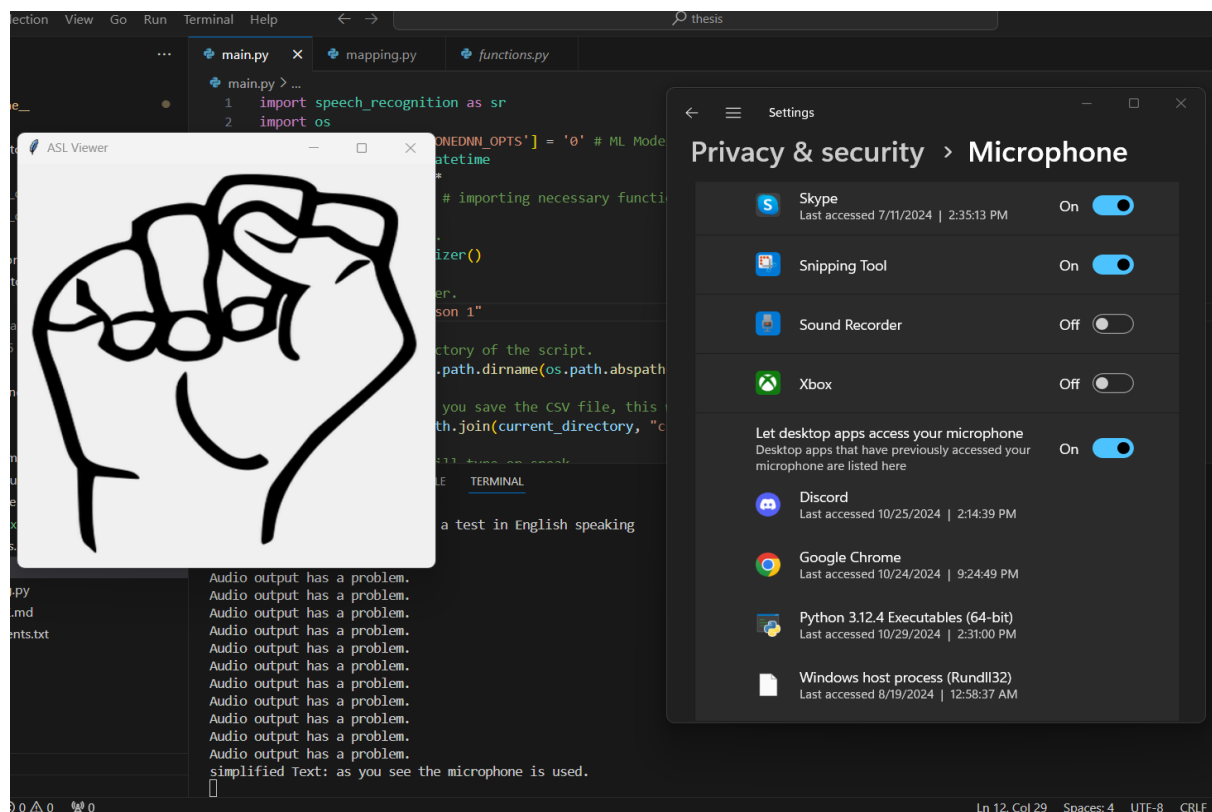 View Go Run Terminal Help
thesis
main.py
mapping.py
functions.py
main.py > ...
1 import speech_recognition as sr
2 import os
ONEDNN_OPTS'] = '0' # ML Mode
*
# importing necessary functi
.
izer()
er.
son 1"
ctory of the script.
.path.dirname(os.path.abspath
you save the CSV file, this
th.join(current_directory, "c
ill type or speak
ASL Viewer
TERMINAL
a test in English speaking
Audio output has a problem.
Audio output has a problem.
Audio output has a problem.
Audio output has a problem.
Audio output has a problem.
Audio output has a problem.
Audio output has a problem.
Audio output has a problem.
Audio output has a problem.
Audio output has a problem.
Audio output has a problem.
simplified Text: as you see the microphone is used.
Settings
Privacy & security > Microphone
Skype
Last accessed 7/11/2024 | 2:35:13 PM
On
Snipping Tool
On
Sound Recorder
Off
Xbox
Off
Let desktop apps access your microphone
Desktop apps that have previously accessed your
microphone are listed here
On
Discord
Last accessed 10/25/2024 | 2:14:39 PM
Google Chrome
Last accessed 10/24/2024 | 9:24:49 PM
Python 3.12.4 Executables (64-bit)
Last accessed 10/29/2024 | 2:31:00 PM
Windows host process (Rundll32)
Last accessed 8/19/2024 | 12:58:37 AM
0 0 0
Ln 12, Col 29 Spaces: 4 UTF-8 CRLF